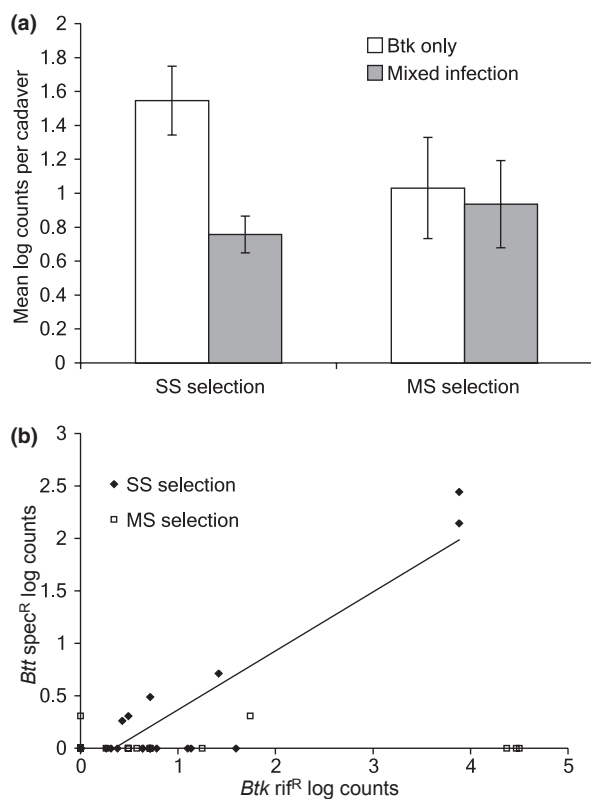 (a)
2
1.8
1.6
1.4
1.2
1
0.8
0.6
0.4
0.2
0
Mean log counts per cadaver
Btk only
Mixed infection
SS selection
MS selection
(b)
3
2.5
2
1.5
1
0.5
0
Btt spec^R log counts
SS selection
MS selection
0 1 2 3 4 5
Btk rif^R log counts